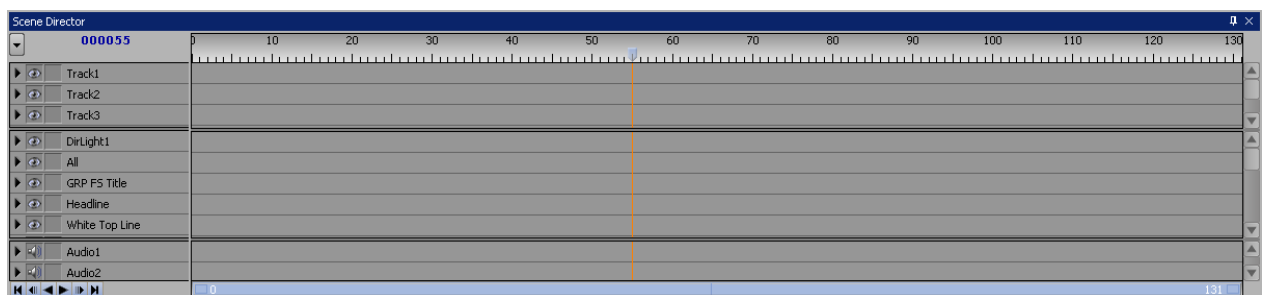 Scene Director
000055 0 10 20 30 40 50 60 70 80 90 100 110 120 130
Track1
Track2
Track3
DirLight1
All
GRP FS Title
Headline
White Top Line
Audio1
Audio2
0 131